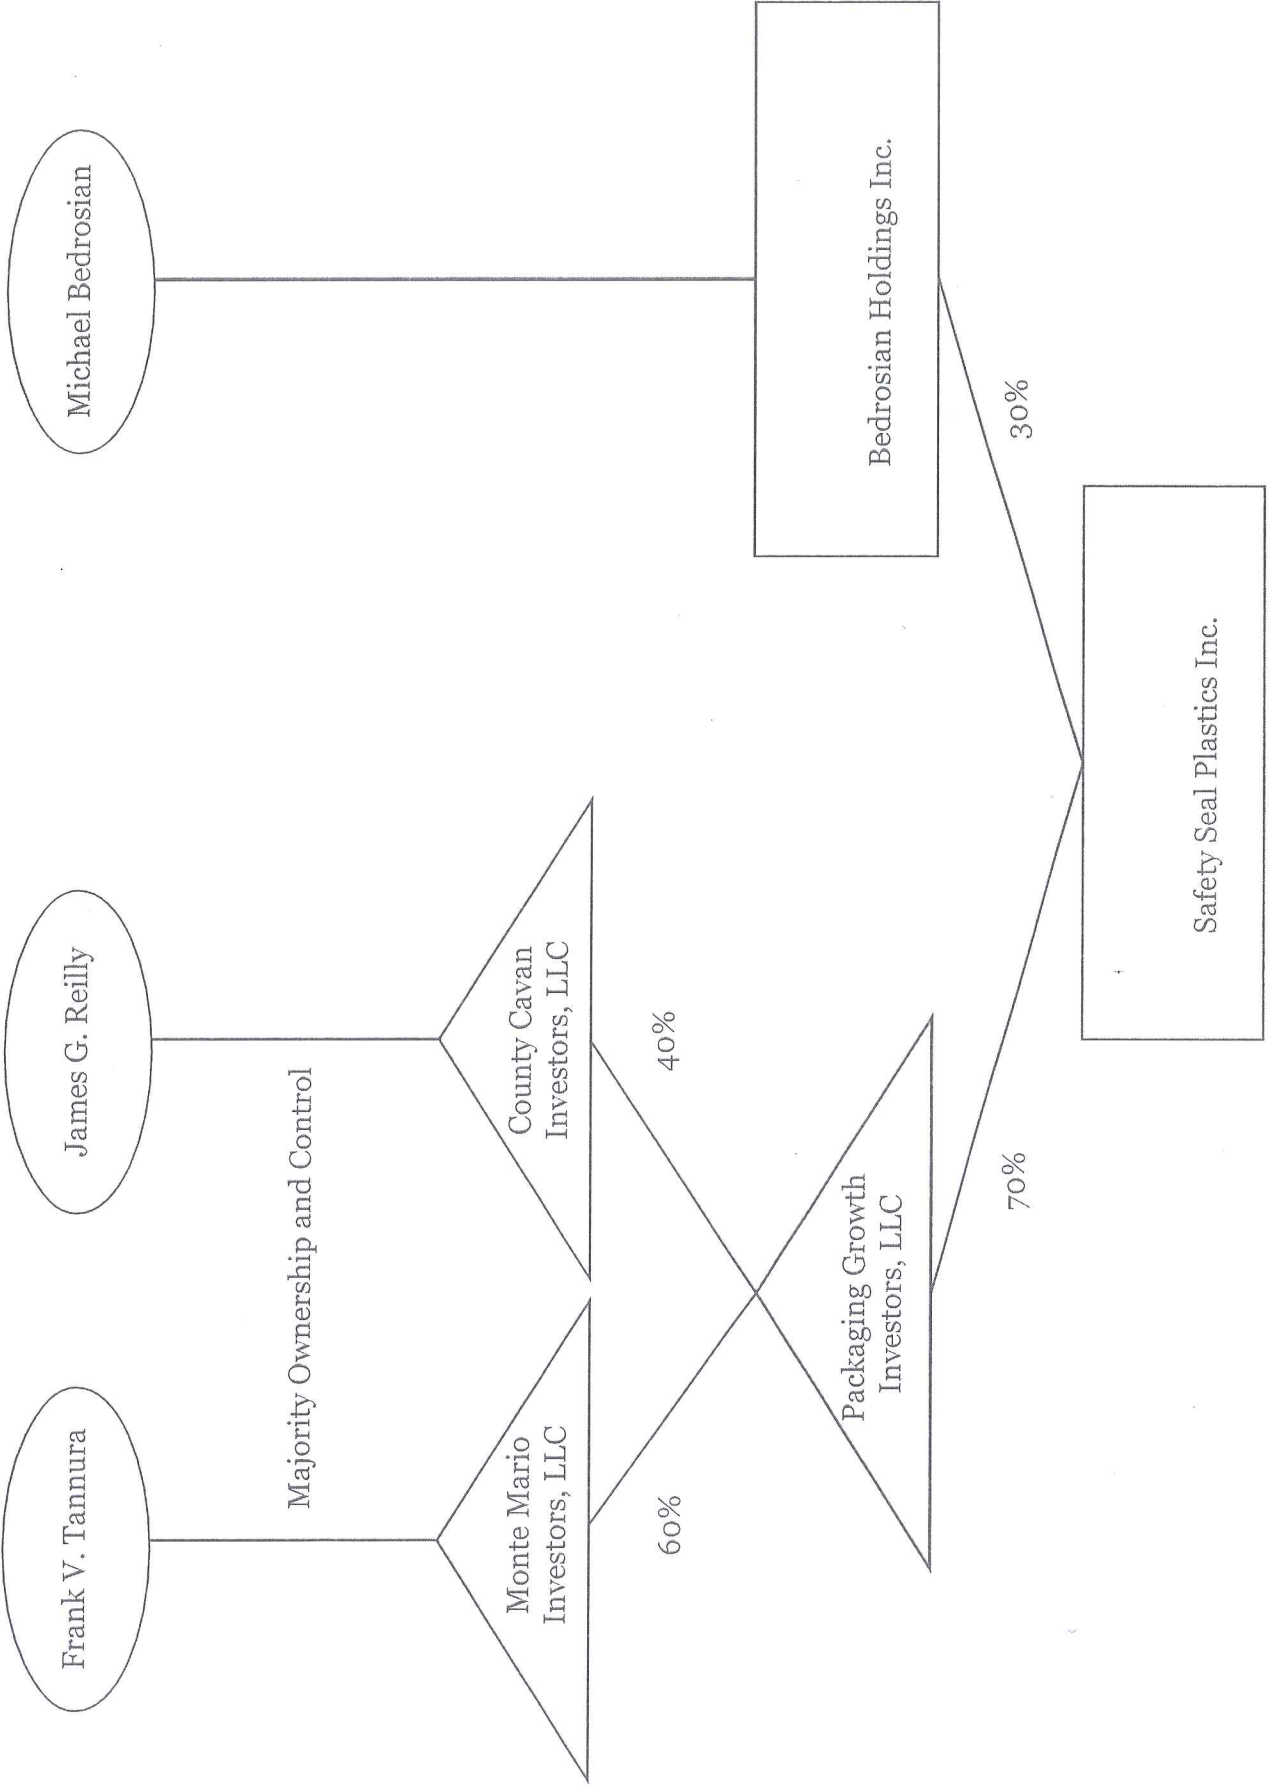 Frank V. Tannura
James G. Reilly
Michael Bedrosian
Majority Ownership and Control
Monte Mario
Investors, LLC
County Cavan
Investors, LLC
60%
40%
Packaging Growth
Investors, LLC
Bedrosian Holdings Inc.
70%
30%
Safety Seal Plastics Inc.